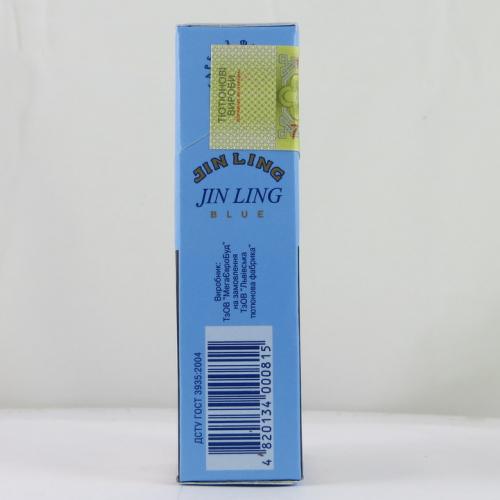 ТЮТЮНОВІ
ВИРОБИ
JIN LING
JIN LING
BLUE
Виробник:
ТзОВ "МегаЄвроБуд"
на замовлення
ТзОВ "Львівська
тютюнова фабрика"
ДСТУ ГОСТ 3935:2004
4 820134 000815